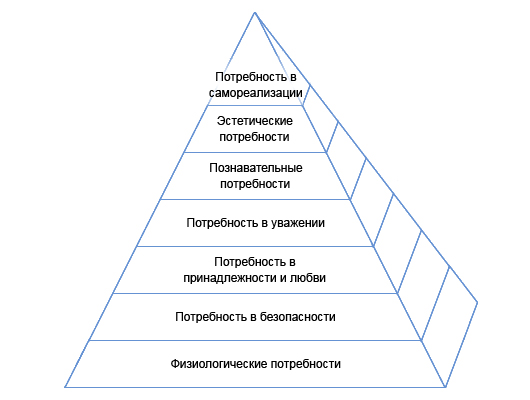 Потребность в
самореализации
Эстетические
потребности
Познавательные
потребности
Потребность в уважении
Потребность в
принадлежности и любви
Потребность в безопасности
Физиологические потребности